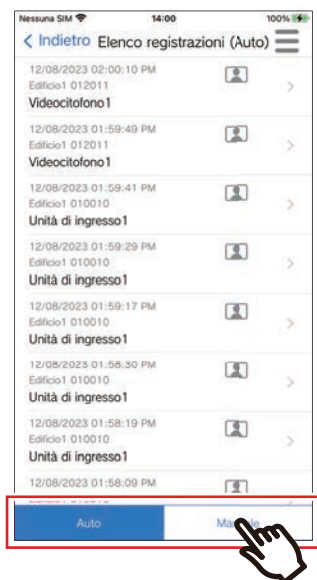 Nessuna SIM 14:00 100%
Indietro Elenco registrazioni (Auto)
12/08/2023 02:00:10 PM
Edificio1 012011
Videocitofono1
12/08/2023 01:59:49 PM
Edificio1 012011
Videocitofono1
12/08/2023 01:59:41 PM
Edificio1 010010
Unità di ingresso1
12/08/2023 01:59:29 PM
Edificio1 010010
Unità di ingresso1
12/08/2023 01:59:17 PM
Edificio1 010010
Unità di ingresso1
12/08/2023 01:58:30 PM
Edificio1 010010
Unità di ingresso1
12/08/2023 01:58:19 PM
Edificio1 010010
Unità di ingresso1
12/08/2023 01:58:09 PM
Auto